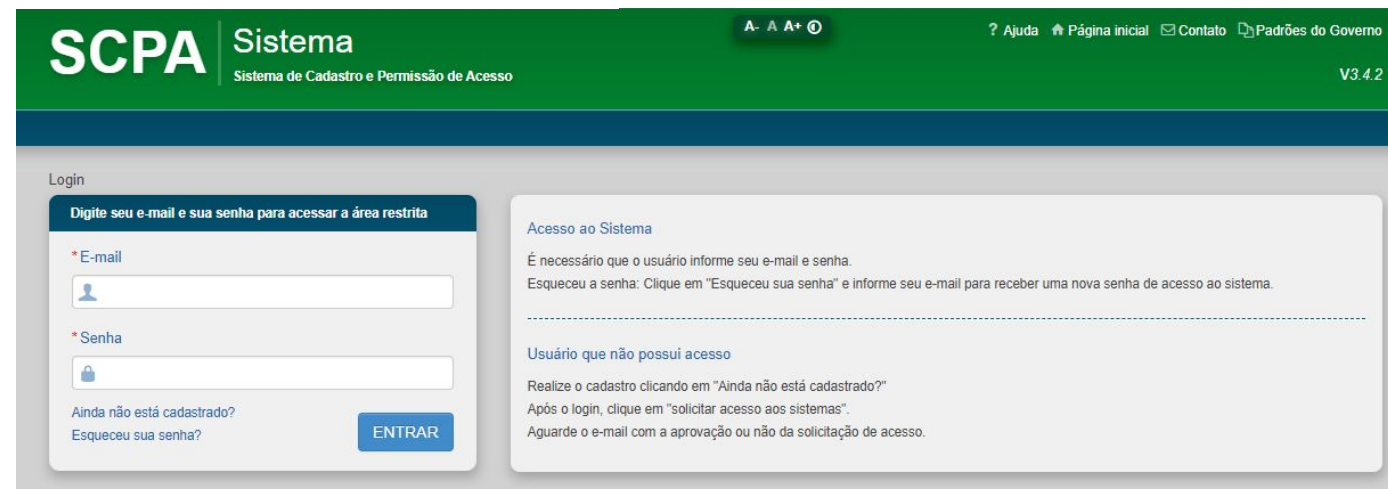 SCPA
Sistema
Sistema de Cadastro e Permissão de Acesso
A- A A+
? Ajuda Página inicial Contato Padrões do Governo
V3.4.2
Login
Digite seu e-mail e sua senha para acessar a área restrita
* E-mail
* Senha
Ainda não está cadastrado?
Esqueceu sua senha?
ENTRAR
Acesso ao Sistema
É necessário que o usuário informe seu e-mail e senha.
Esqueceu a senha: Clique em "Esqueceu sua senha" e informe seu e-mail para receber uma nova senha de acesso ao sistema.
Usuário que não possui acesso
Realize o cadastro clicando em "Ainda não está cadastrado?"
Após o login, clique em "solicitar acesso aos sistemas".
Aguarde o e-mail com a aprovação ou não da solicitação de acesso.